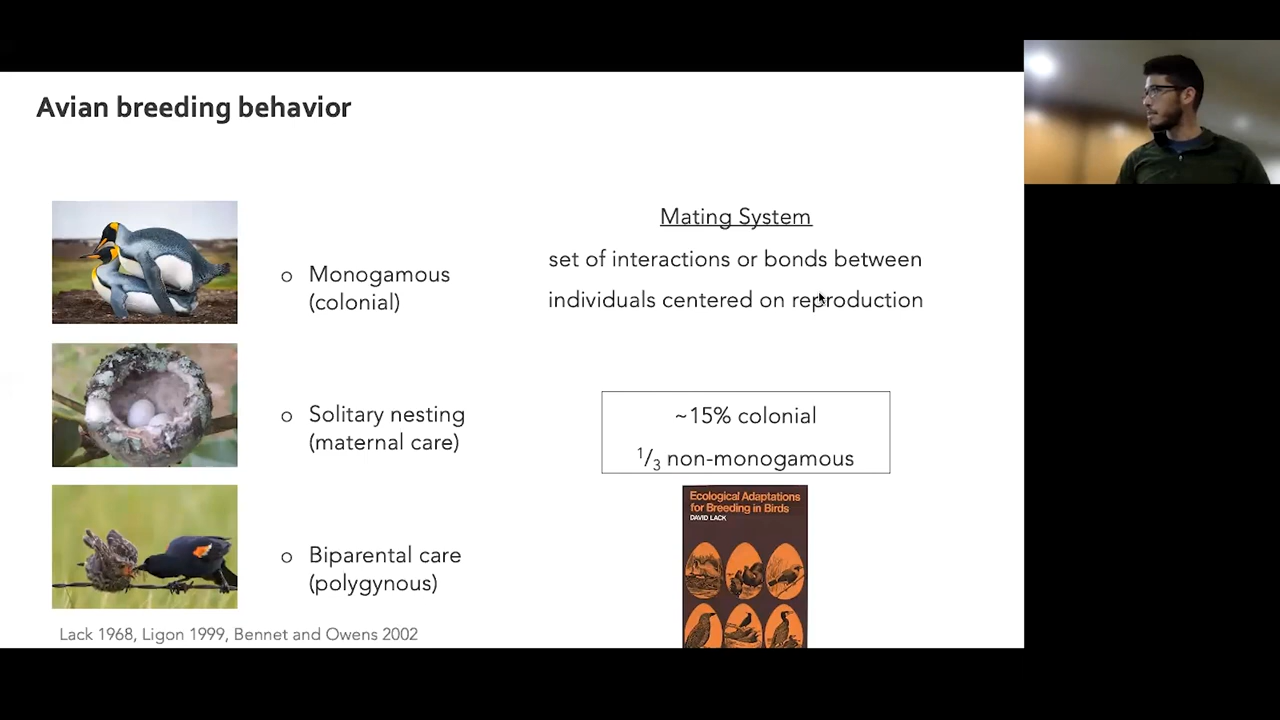 Avian breeding behavior
o Monogamous
(colonial)
o Solitary nesting
(maternal care)
o Biparental care
(polygynous)
Lack 1968, Ligon 1999, Bennet and Owens 2002
Mating System
set of interactions or bonds between
individuals centered on reproduction
~15% colonial
1/3 non-monogamous
Ecological Adaptations
for Breeding in Birds
DAVID LACK